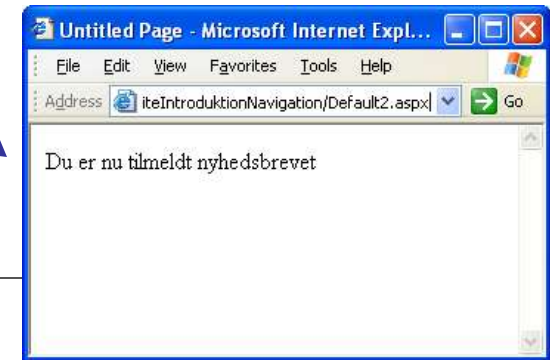 Untitled Page - Microsoft Internet Expl...
File Edit View Favorites Tools Help
Address iteIntroduktionNavigation/Default2.aspx Go
Du er nu tilmeldt nyhedsbrevet